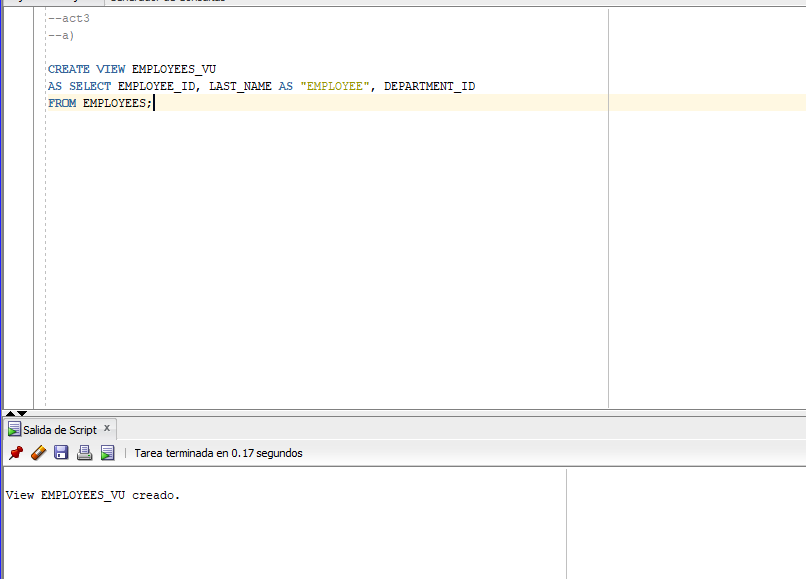 --act3
--a)
CREATE VIEW EMPLOYEES_VU
AS SELECT EMPLOYEE_ID, LAST_NAME AS "EMPLOYEE", DEPARTMENT_ID
FROM EMPLOYEES;
Salida de Script x
Tarea terminada en 0.17 segundos
View EMPLOYEES_VU creado.